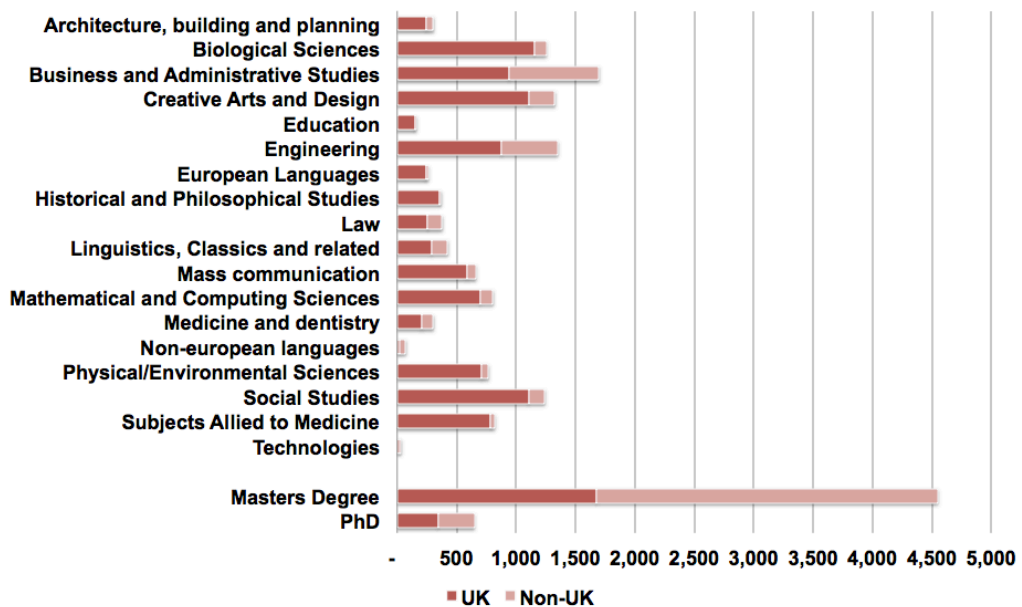 Architecture, building and planning
Biological Sciences
Business and Administrative Studies
Creative Arts and Design
Education
Engineering
European Languages
Historical and Philosophical Studies
Law
Linguistics, Classics and related
Mass communication
Mathematical and Computing Sciences
Medicine and dentistry
Non-european languages
Physical/Environmental Sciences
Social Studies
Subjects Allied to Medicine
Technologies
Masters Degree
PhD
- 500 1,000 1,500 2,000 2,500 3,000 3,500 4,000 4,500 5,000
UK Non-UK